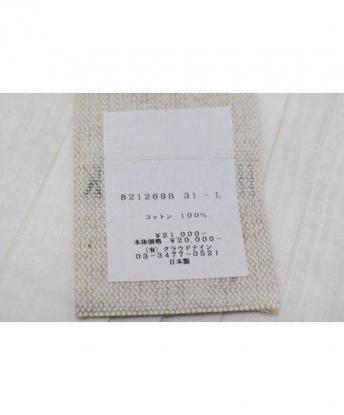 821269B 31 - L
コットン 100%
¥21,000-
本体価格 ¥20,000-
(有)クラウドナイン
03-3477-0521
日本製